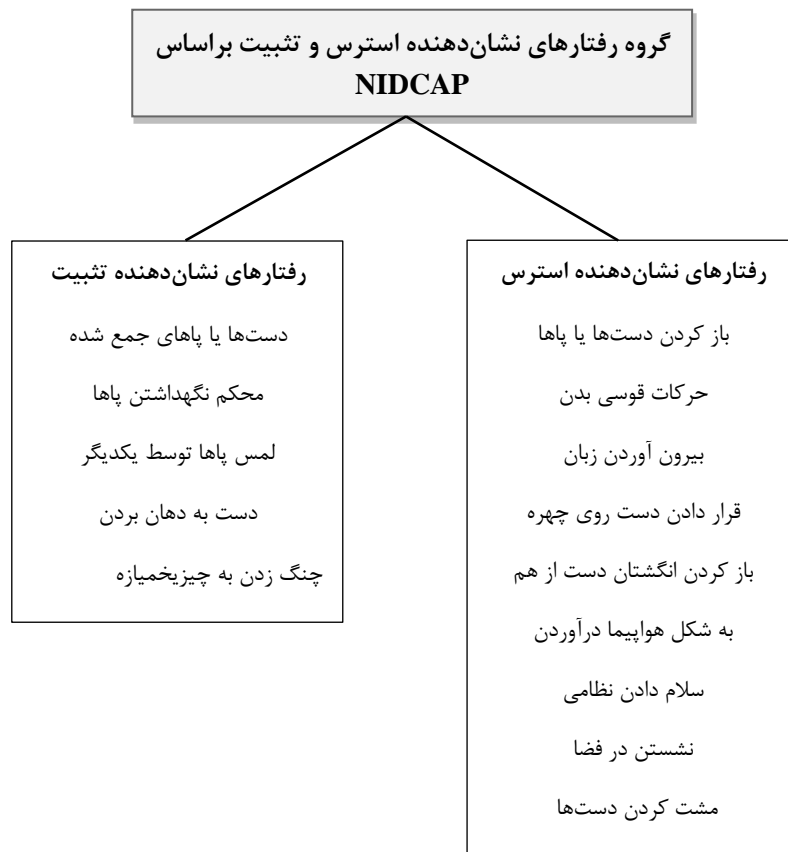 گروه رفتارهای نشان‌دهنده استرس و تثبیت براساس
NIDCAP
رفتارهای نشان‌دهنده استرس
باز کردن دست‌ها یا پاها
حرکات قوسی بدن
بیرون آوردن زبان
قرار دادن دست روی چهره
باز کردن انگشتان دست از هم
به شکل هواپیما درآوردن
سلام دادن نظامی
نشستن در فضا
مشت کردن دست‌ها
رفتارهای نشان‌دهنده تثبیت
دست‌ها یا پاهای جمع شده
محکم نگهداشتن پاها
لمس پاها توسط یکدیگر
دست به دهان بردن
چنگ زدن به چیزیخمیازه